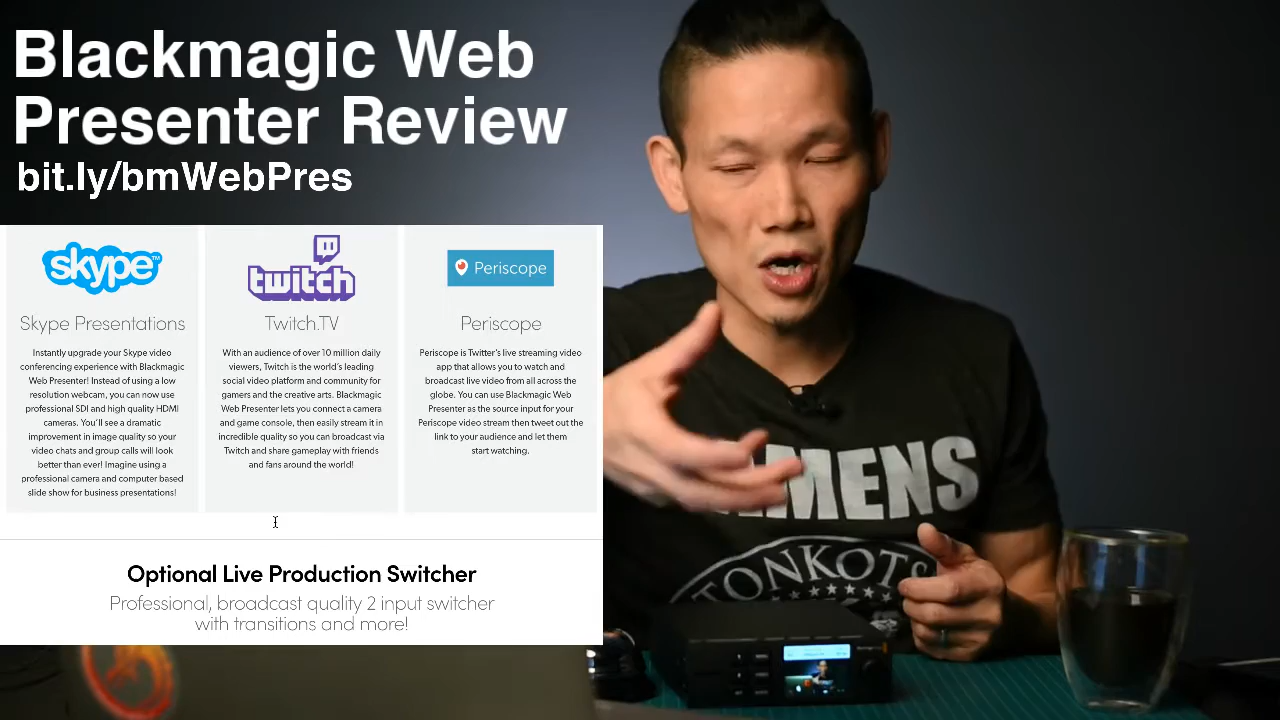 Blackmagic Web
Presenter Review
bit.ly/bmWebPres
skype™
Skype Presentations
Instantly upgrade your Skype video
conferencing experience with Blackmagic
Web Presenter! Instead of using a low
resolution webcam, you can now use
professional SDI and high quality HDMI
cameras. You'll see a dramatic
improvement in image quality so your
video chats and group calls will look
better than ever! Imagine using a
professional camera and computer based
slide show for business presentations!
twitch
Twitch.TV
With an audience of over 10 million daily
viewers, Twitch is the world's leading
social video platform and community for
gamers and the creative arts. Blackmagic
Web Presenter lets you connect a camera
and game console, then easily stream it in
incredible quality so you can broadcast via
Twitch and share gameplay with friends
and fans around the world!
Periscope
Periscope
Periscope is Twitter's live streaming video
app that allows you to watch and
broadcast live video from all across the
globe. You can use Blackmagic Web
Presenter as the source input for your
Periscope video stream then tweet out the
link to your audience and let them
start watching.
Optional Live Production Switcher
Professional, broadcast quality 2 input switcher
with transitions and more!
MENS
TONKOTS